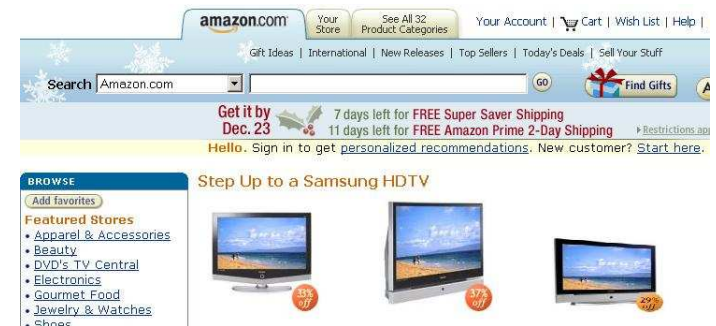 amazon.com
Your Store
See All 32 Product Categories
Your Account | Cart | Wish List | Help |
Gift Ideas | International | New Releases | Top Sellers | Today's Deals | Sell Your Stuff
Search Amazon.com GO Find Gifts A
Get it by Dec. 23
7 days left for FREE Super Saver Shipping
11 days left for FREE Amazon Prime 2-Day Shipping
Restrictions
Hello. Sign in to get personalized recommendations. New customer? Start here.
BROWSE
Add favorites
Featured Stores
• Apparel & Accessories
• Beauty
• DVD's TV Central
• Electronics
• Gourmet Food
• Jewelry & Watches
• Shoes
Step Up to a Samsung HDTV
33% off
37% off
29% off